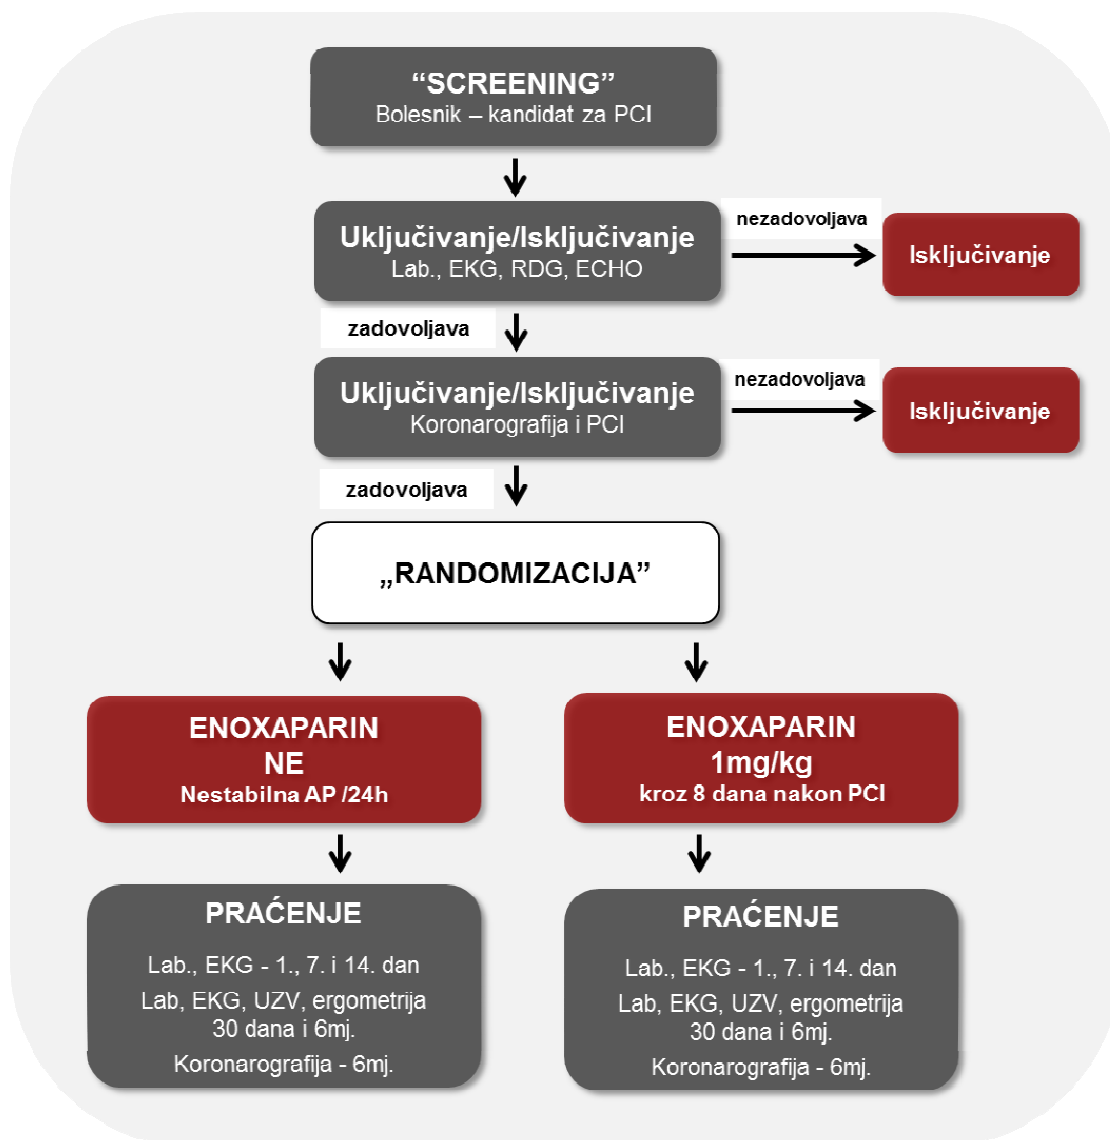 “SCREENING”
Bolesnik – kandidat za PCI
Uključivanje/Isključivanje
Lab., EKG, RDG, ECHO
nezadovoljava
Isključivanje
zadovoljava
Uključivanje/Isključivanje
Koronarografija i PCI
nezadovoljava
Isključivanje
zadovoljava
„RANDOMIZACIJA”
ENOXAPARIN
NE
Nestabilna AP /24h
ENOXAPARIN
1mg/kg
kroz 8 dana nakon PCI
PRAĆENJE
Lab., EKG - 1., 7. i 14. dan
Lab, EKG, UZV, ergometrija
30 dana i 6mj.
Koronarografija - 6mj.
PRAĆENJE
Lab., EKG - 1., 7. i 14. dan
Lab, EKG, UZV, ergometrija
30 dana i 6mj.
Koronarografija - 6mj.